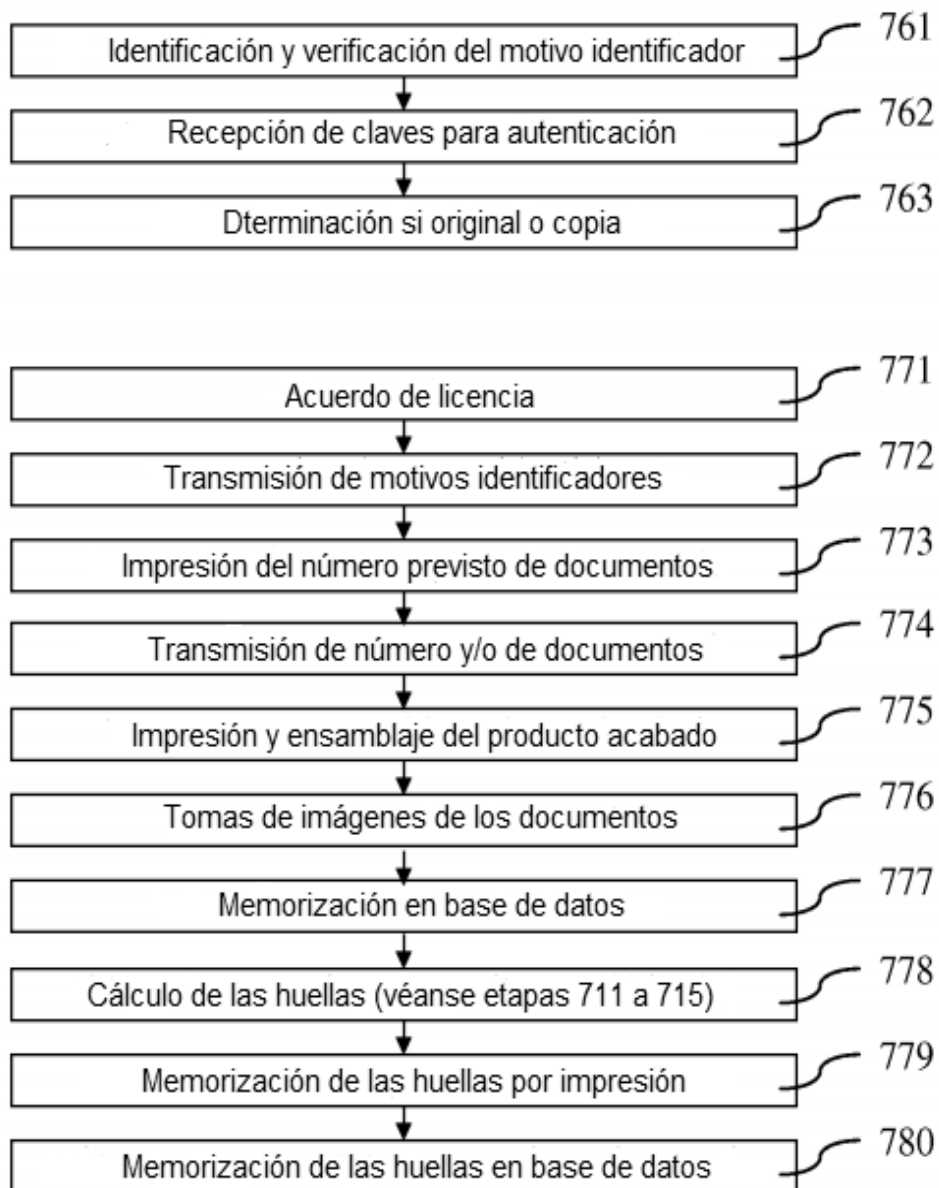 761
Identificación y verificación del motivo identificador
762
Recepción de claves para autenticación
763
Dterminación si original o copia
771
Acuerdo de licencia
772
Transmisión de motivos identificadores
773
Impresión del número previsto de documentos
774
Transmisión de número y/o de documentos
775
Impresión y ensamblaje del producto acabado
776
Tomas de imágenes de los documentos
777
Memorización en base de datos
778
Cálculo de las huellas (véanse etapas 711 a 715)
779
Memorización de las huellas por impresión
780
Memorización de las huellas en base de datos